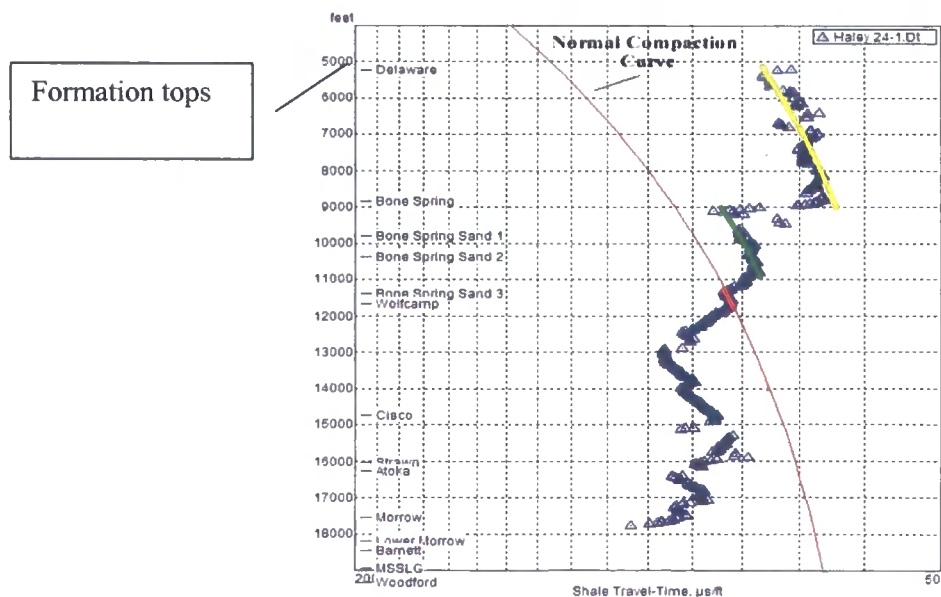 feet
Haley 24-1.Dt
Normal Compaction
Curve
Formation tops
5000
Delaware
6000
7000
8000
Bone Spring
9000
Bone Spring Sand 1
10000
Bone Spring Sand 2
11000
Bone Spring Sand 3
Wolfcamp
12000
13000
14000
Cisco
15000
Strawn
16000
Atoka
17000
Morrow
18000
Lower Morrow
Barnett
MSSLG
Woodford
200
50
Shale Travel-Time, µs/ft